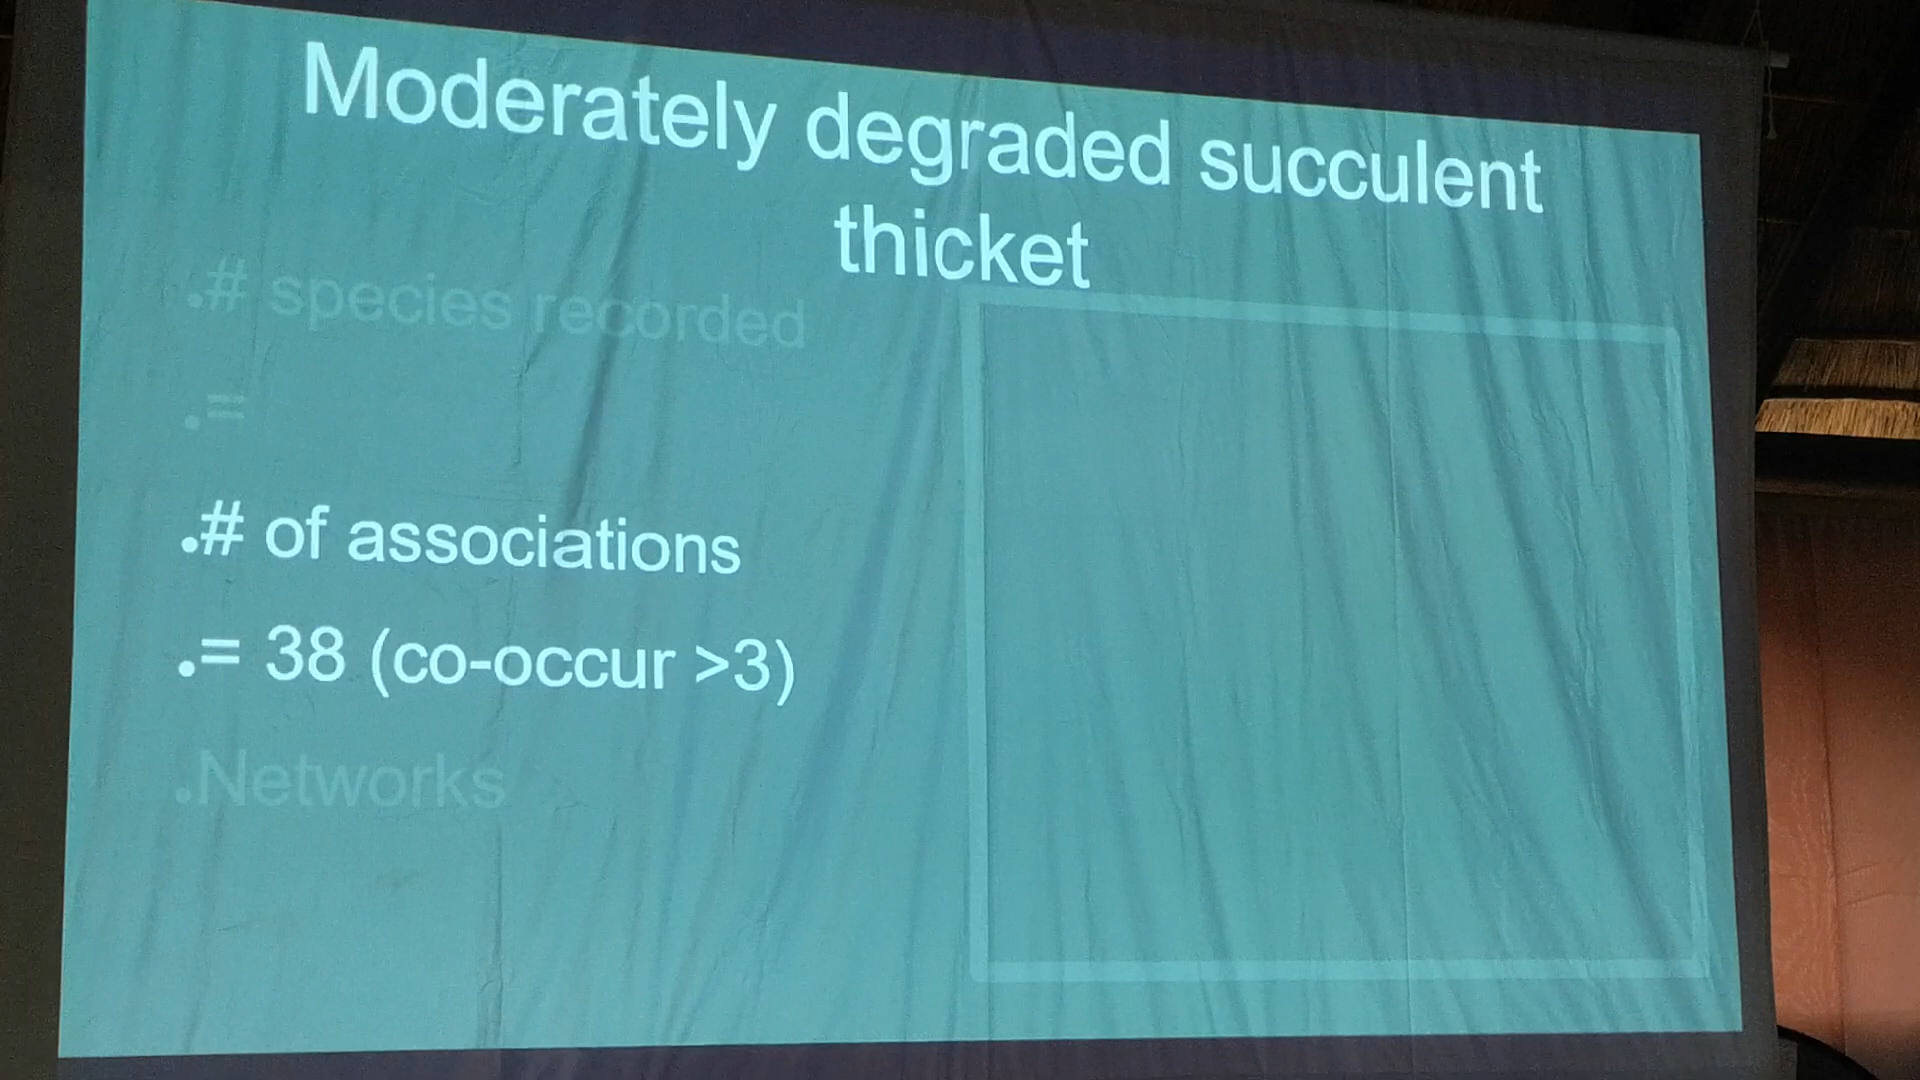 Moderately degraded succulent
thicket
.# species recorded
.=
.# of associations
.= 38 (co-occur >3)
.Networks